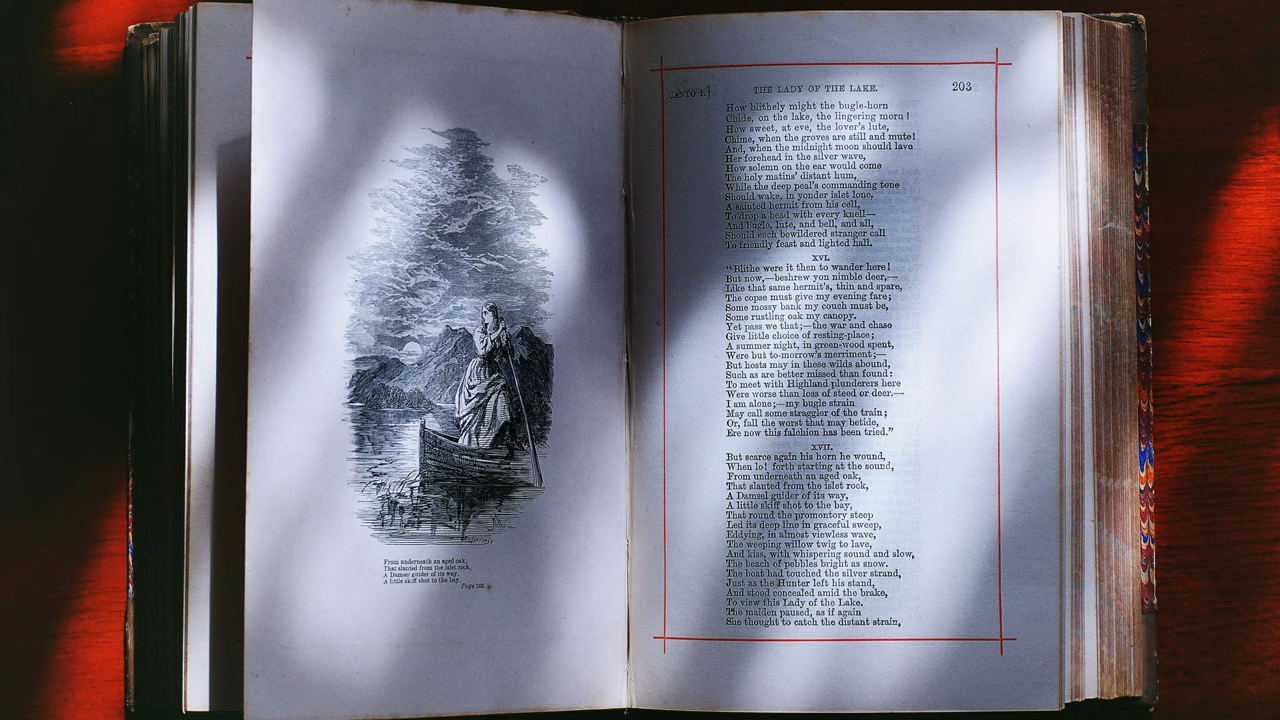 From underneath an aged oak,
That slanted from the islet rock,
A Damsel guider of its way,
A little skiff shot to the bay.
CANTO I.]
THE LADY OF THE LAKE.
203
How blithely might the bugle-horn
Chide, on the lake, the lingering morn!
How sweet, at eve, the lover's lute,
Chime, when the groves are still and mute!
And, when the midnight moon should lave
Her forehead in the silver wave,
How solemn on the ear would come
The holy matins' distant hum,
While the deep peal's commanding tone
Should wake, in yonder islet lone,
A sainted hermit from his cell,
To drop a bead with every knell—
And bugle, lute, and bell, and all,
Should each bewildered stranger call
To friendly feast and lighted hall.
XVI.
"Blithe were it then to wander here!
But now,—beshrew yon nimble deer,—
Like that same hermit's, thin and spare,
The copse must give my evening fare;
Some mossy bank my couch must be,
Some rustling oak my canopy.
Yet pass we that;—the war and chase
Give little choice of resting-place;
A summer night, in green-wood spent,
Were but to-morrow's merriment;—
But hosts may in these wilds abound,
Such as are better missed than found:
To meet with Highland plunderers here
Were worse than loss of steed or deer.—
I am alone;—my bugle strain
May call some straggler of the train;
Or, fall the worst that may betide,
Ere now this falchion has been tried."
XVII.
But scarce again his horn he wound,
When lo! forth starting at the sound,
From underneath an aged oak,
That slanted from the islet rock,
A Damsel guider of its way,
A little skiff shot to the bay,
That round the promontory steep
Led its deep line in graceful sweep,
Eddying, in almost viewless wave,
The weeping willow twig to lave,
And kiss, with whispering sound and slow,
The beach of pebbles bright as snow.
The boat had touched the silver strand,
Just as the Hunter left his stand,
And stood concealed amid the brake,
To view this Lady of the Lake.
The maiden paused, as if again
She thought to catch the distant strain,